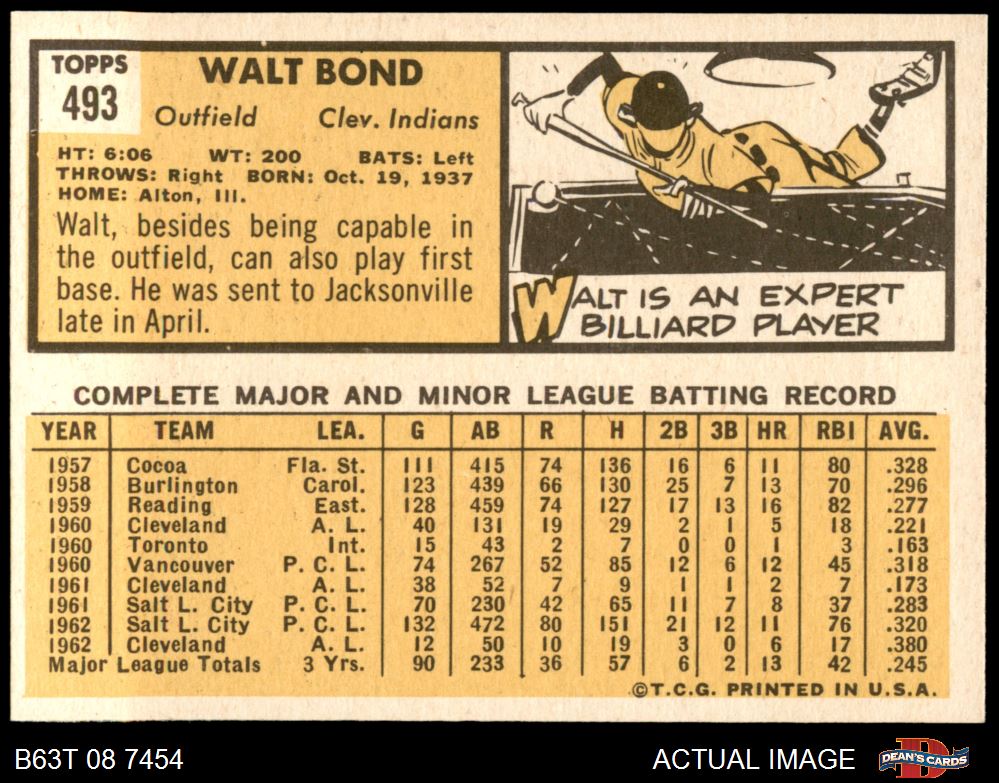 TOPPS
493
WALT BOND
Outfield Clev. Indians
HT: 6:06 WT: 200 BATS: Left
THROWS: Right BORN: Oct. 19, 1937
HOME: Alton, Ill.
Walt, besides being capable in
the outfield, can also play first
base. He was sent to Jacksonville
late in April.
WALT IS AN EXPERT
BILLIARD PLAYER
COMPLETE MAJOR AND MINOR LEAGUE BATTING RECORD
YEAR TEAM LEA. G AB R H 2B 3B HR RBI AVG.
1957 Cocoa Fla. St. 111 415 74 136 16 6 11 80 .328
1958 Burlington Carol. 123 439 66 130 25 7 13 70 .296
1959 Reading East. 128 459 74 127 17 13 16 82 .277
1960 Cleveland A. L. 40 131 19 29 2 1 5 18 .221
1960 Toronto Int. 15 43 2 7 0 0 1 3 .163
1960 Vancouver P. C. L. 74 267 52 85 12 6 12 45 .318
1961 Cleveland A. L. 38 52 7 9 1 1 2 7 .173
1961 Salt L. City P. C. L. 70 230 42 65 11 7 8 37 .283
1962 Salt L. City P. C. L. 132 472 80 151 21 12 11 76 .320
1962 Cleveland A. L. 12 50 10 19 3 0 6 17 .380
Major League Totals 3 Yrs. 90 233 36 57 6 2 13 42 .245
©T.C.G. PRINTED IN U.S.A.
B63T 08 7454 ACTUAL IMAGE DEAN'S CARDS